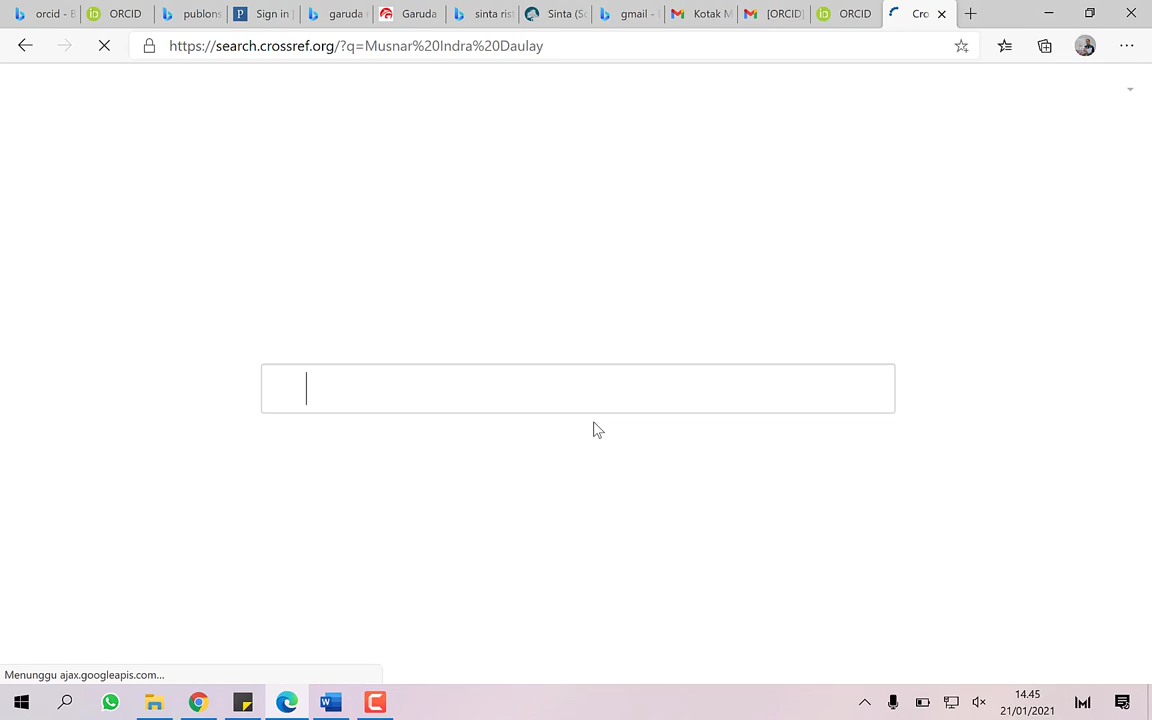 orcid - B
ORCID
publons
Sign in
garuda
Garuda
sinta rist
Sinta (Sc
gmail -
Kotak M
[ORCID]
ORCID
Cro
https://search.crossref.org/?q=Musnar%20Indra%20Daulay
Menunggu ajax.googleapis.com...
14.45
21/01/2021